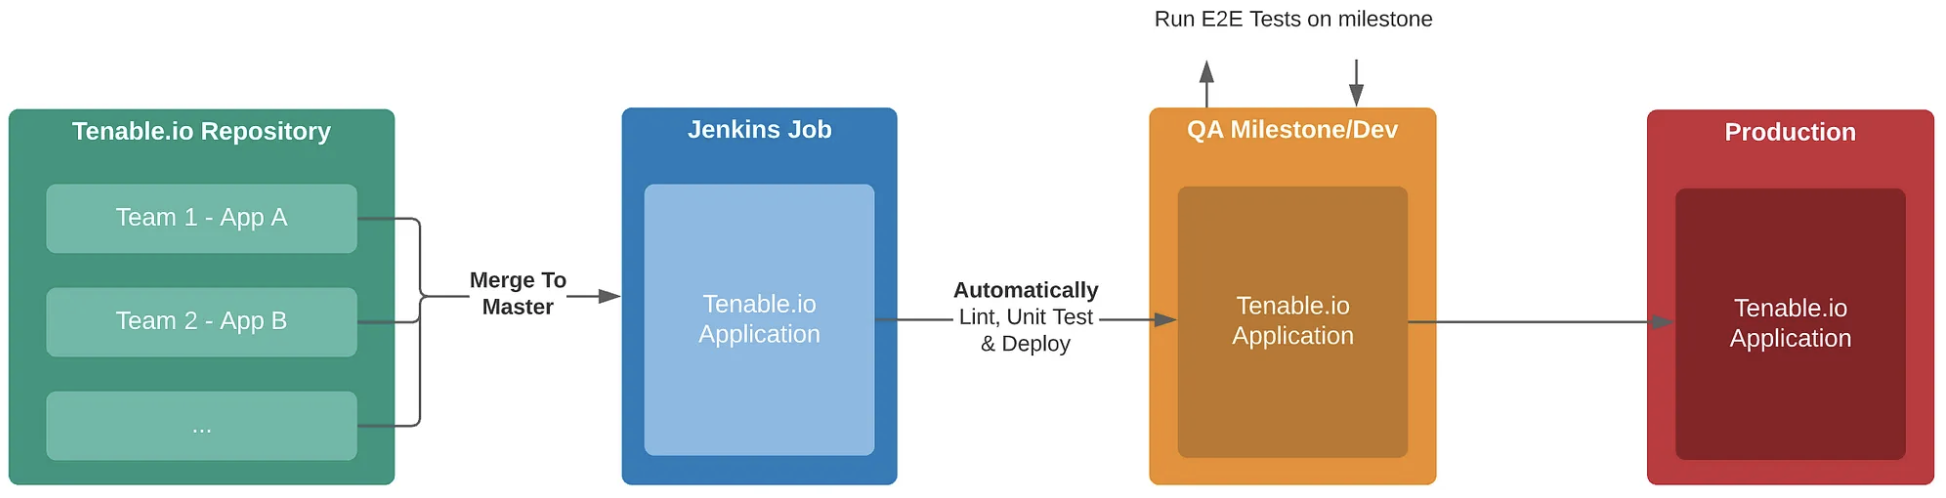 Run E2E Tests on milestone
Tenable.io Repository
Team 1 - App A
Team 2 - App B
...
Merge To
Master
Jenkins Job
Tenable.io
Application
Automatically
Lint, Unit Test
& Deploy
QA Milestone/Dev
Tenable.io
Application
Production
Tenable.io
Application